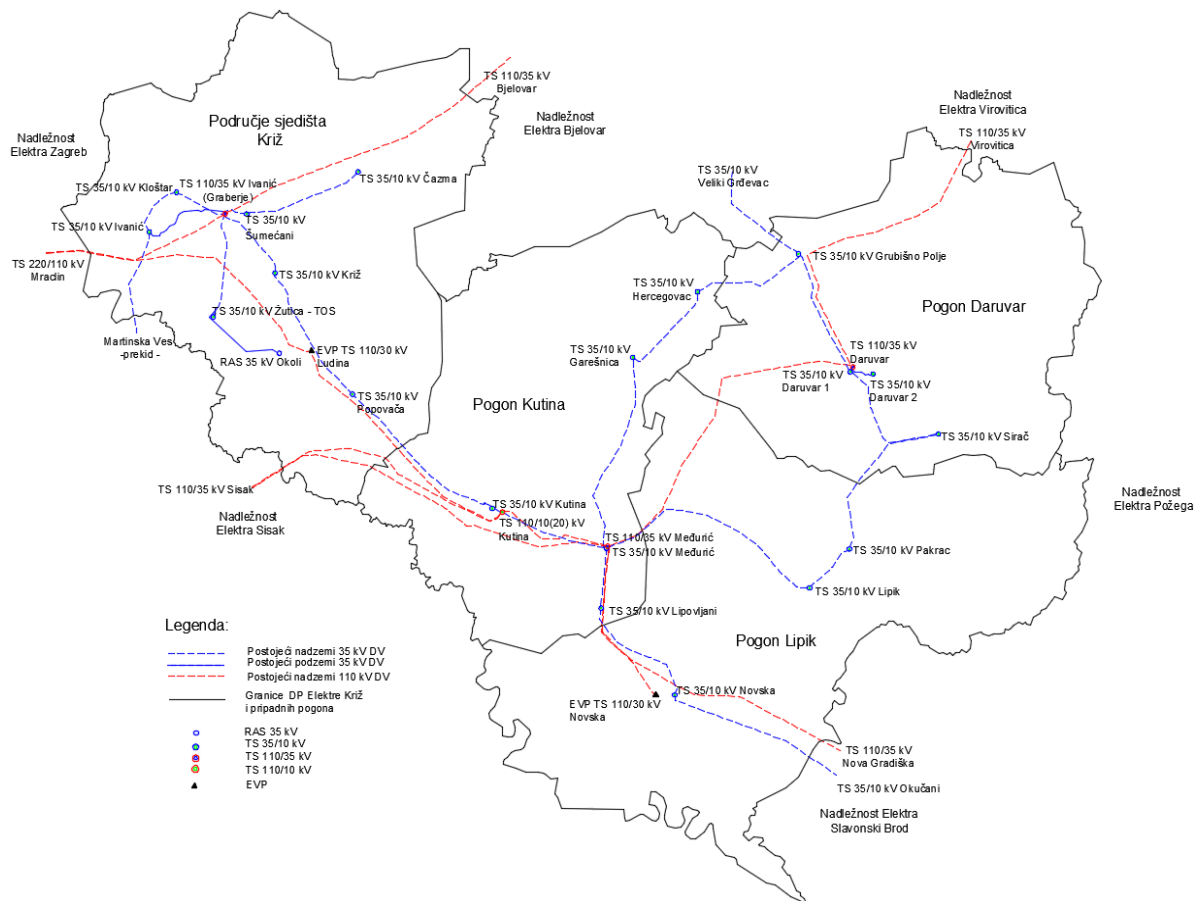 TS 110/35 kV
Bjelovar
Nadležnost
Elektra Bjelovar
Područje sjedišta
Križ
Nadležnost
Elektra Zagreb
Nadležnost
Elektra Virovitica
TS 110/35 kV
Virovitica
TS 35/10 kV
Veliki Grđevac
TS 35/10 kV Čazma
TS 35/10 kV Kloštar
TS 110/35 kV Ivanić
(Graberje)
TS 35/10 kV
Šumećani
TS 35/10 kV Ivanić
TS 220/110 kV
Mraclin
TS 35/10 kV Križ
TS 35/10 kV Grubišno Polje
TS 35/10 kV
Hercegovac
Pogon Daruvar
TS 35/10 kV Žutica - TOS
Martinska Ves
-prekid -
RAS 35 kV Okoli
EVP TS 110/30 kV
Ludina
TS 35/10 kV
Garešnica
TS 110/35 kV
Daruvar
TS 35/10 kV
Daruvar 1
TS 35/10 kV
Daruvar 2
TS 35/10 kV
Popovača
Pogon Kutina
TS 35/10 kV Sirač
TS 110/35 kV Sisak
Nadležnost
Elektra Sisak
Nadležnost
Elektra Požega
TS 35/10 kV Kutina
TS 110/10(20) kV
Kutina
TS 110/35 kV Međurić
TS 35/10 kV Međurić
TS 35/10 kV Pakrac
TS 35/10 kV Lipik
TS 35/10 kV Lipovljani
Pogon Lipik
EVP TS 110/30 kV
Novska
TS 35/10 kV Novska
TS 110/35 kV
Nova Gradiška
TS 35/10 kV Okučani
Nadležnost Elektra
Slavonski Brod
Legenda:
Postojeći nadzemi 35 kV DV
Postojeći podzemi 35 kV DV
Postojeći nadzemi 110 kV DV
Granice DP Elektre Križ
i pripadnih pogona
RAS 35 kV
TS 35/10 kV
TS 110/35 kV
TS 110/10 kV
EVP